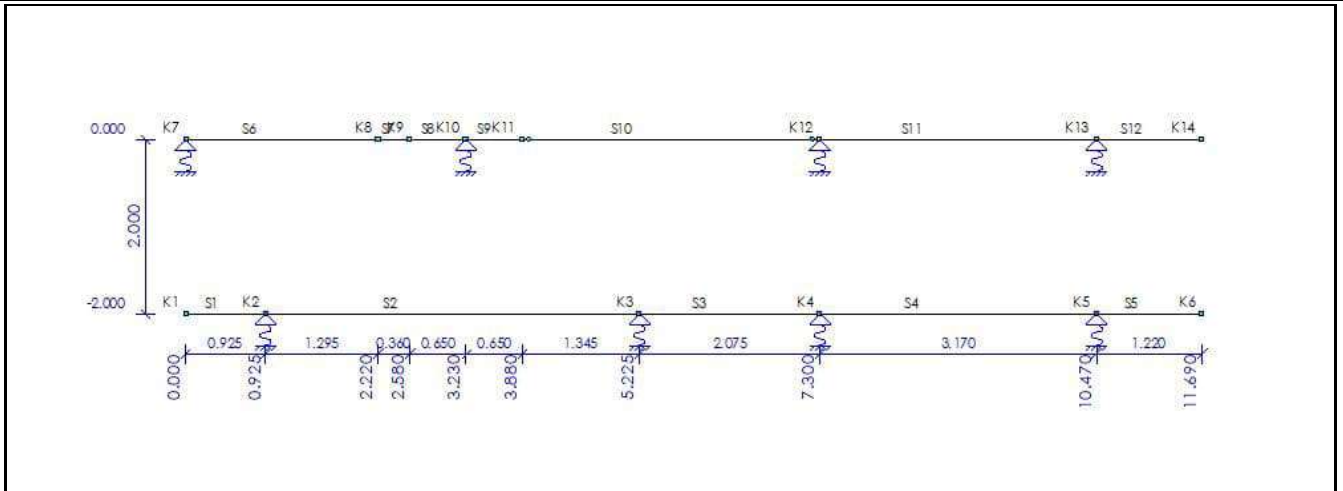 0.000 K7 S6 K8 S7 K9 S8 K10 S9 K11 S10 K12 S11 K13 S12 K14
2.000
-2.000 K1 S1 K2 S2 K3 S3 K4 S4 K5 S5 K6
0.925 1.295 0.360 0.650 0.650 1.345 2.075 3.170 1.220
0.000 0.925 2.220 2.580 3.230 3.880 5.225 7.300 10.470 11.690